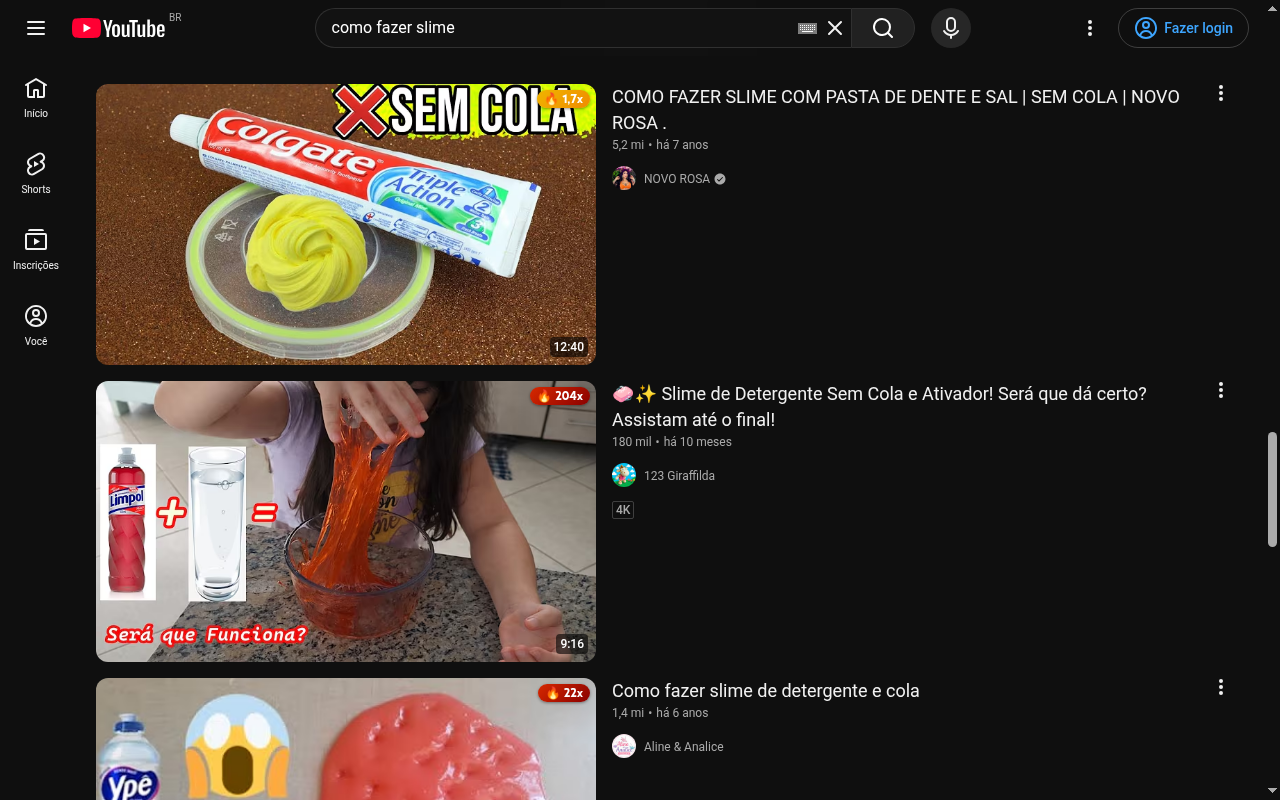 YouTube BR
como fazer slime
Fazer login
Início
Shorts
Inscrições
Você
SEM COLA
1,7x
Colgate
Triple
Action
12:40
COMO FAZER SLIME COM PASTA DE DENTE E SAL | SEM COLA | NOVO
ROSA .
5,2 mi • há 7 anos
NOVO ROSA
204x
Limpol
+
=
Será que Funciona?
9:16
🧼✨ Slime de Detergente Sem Cola e Ativador! Será que dá certo?
Assistam até o final!
180 mil • há 10 meses
123 Giraffilda
4K
22x
Ypê
Como fazer slime de detergente e cola
1,4 mi • há 6 anos
Aline & Analice